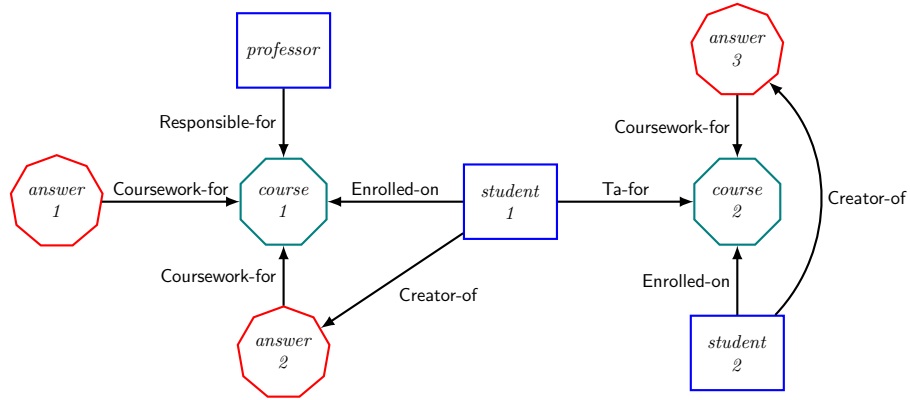 professor
answer
3
Responsible-for
Coursework-for
answer
1
Coursework-for
course
1
Enrolled-on
student
1
Ta-for
course
2
Creator-of
Coursework-for
Creator-of
Enrolled-on
answer
2
student
2